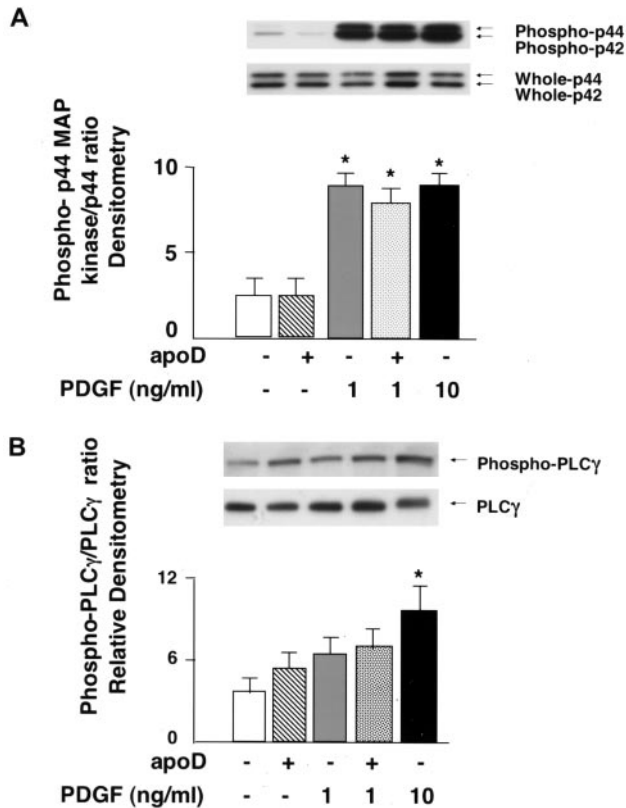 A
Phospho-p44
Phospho-p42
Whole-p44
Whole-p42
Phospho- p44 MAP
kinase/p44 ratio
Densitometry
10
5
0
* * *
apoD - + - + -
PDGF (ng/ml) - - 1 1 10
B
Phospho-PLCγ
PLCγ
Phospho-PLCγ/PLCγ ratio
Relative Densitometry
12
6
0
*
apoD - + - + -
PDGF (ng/ml) - - 1 1 10